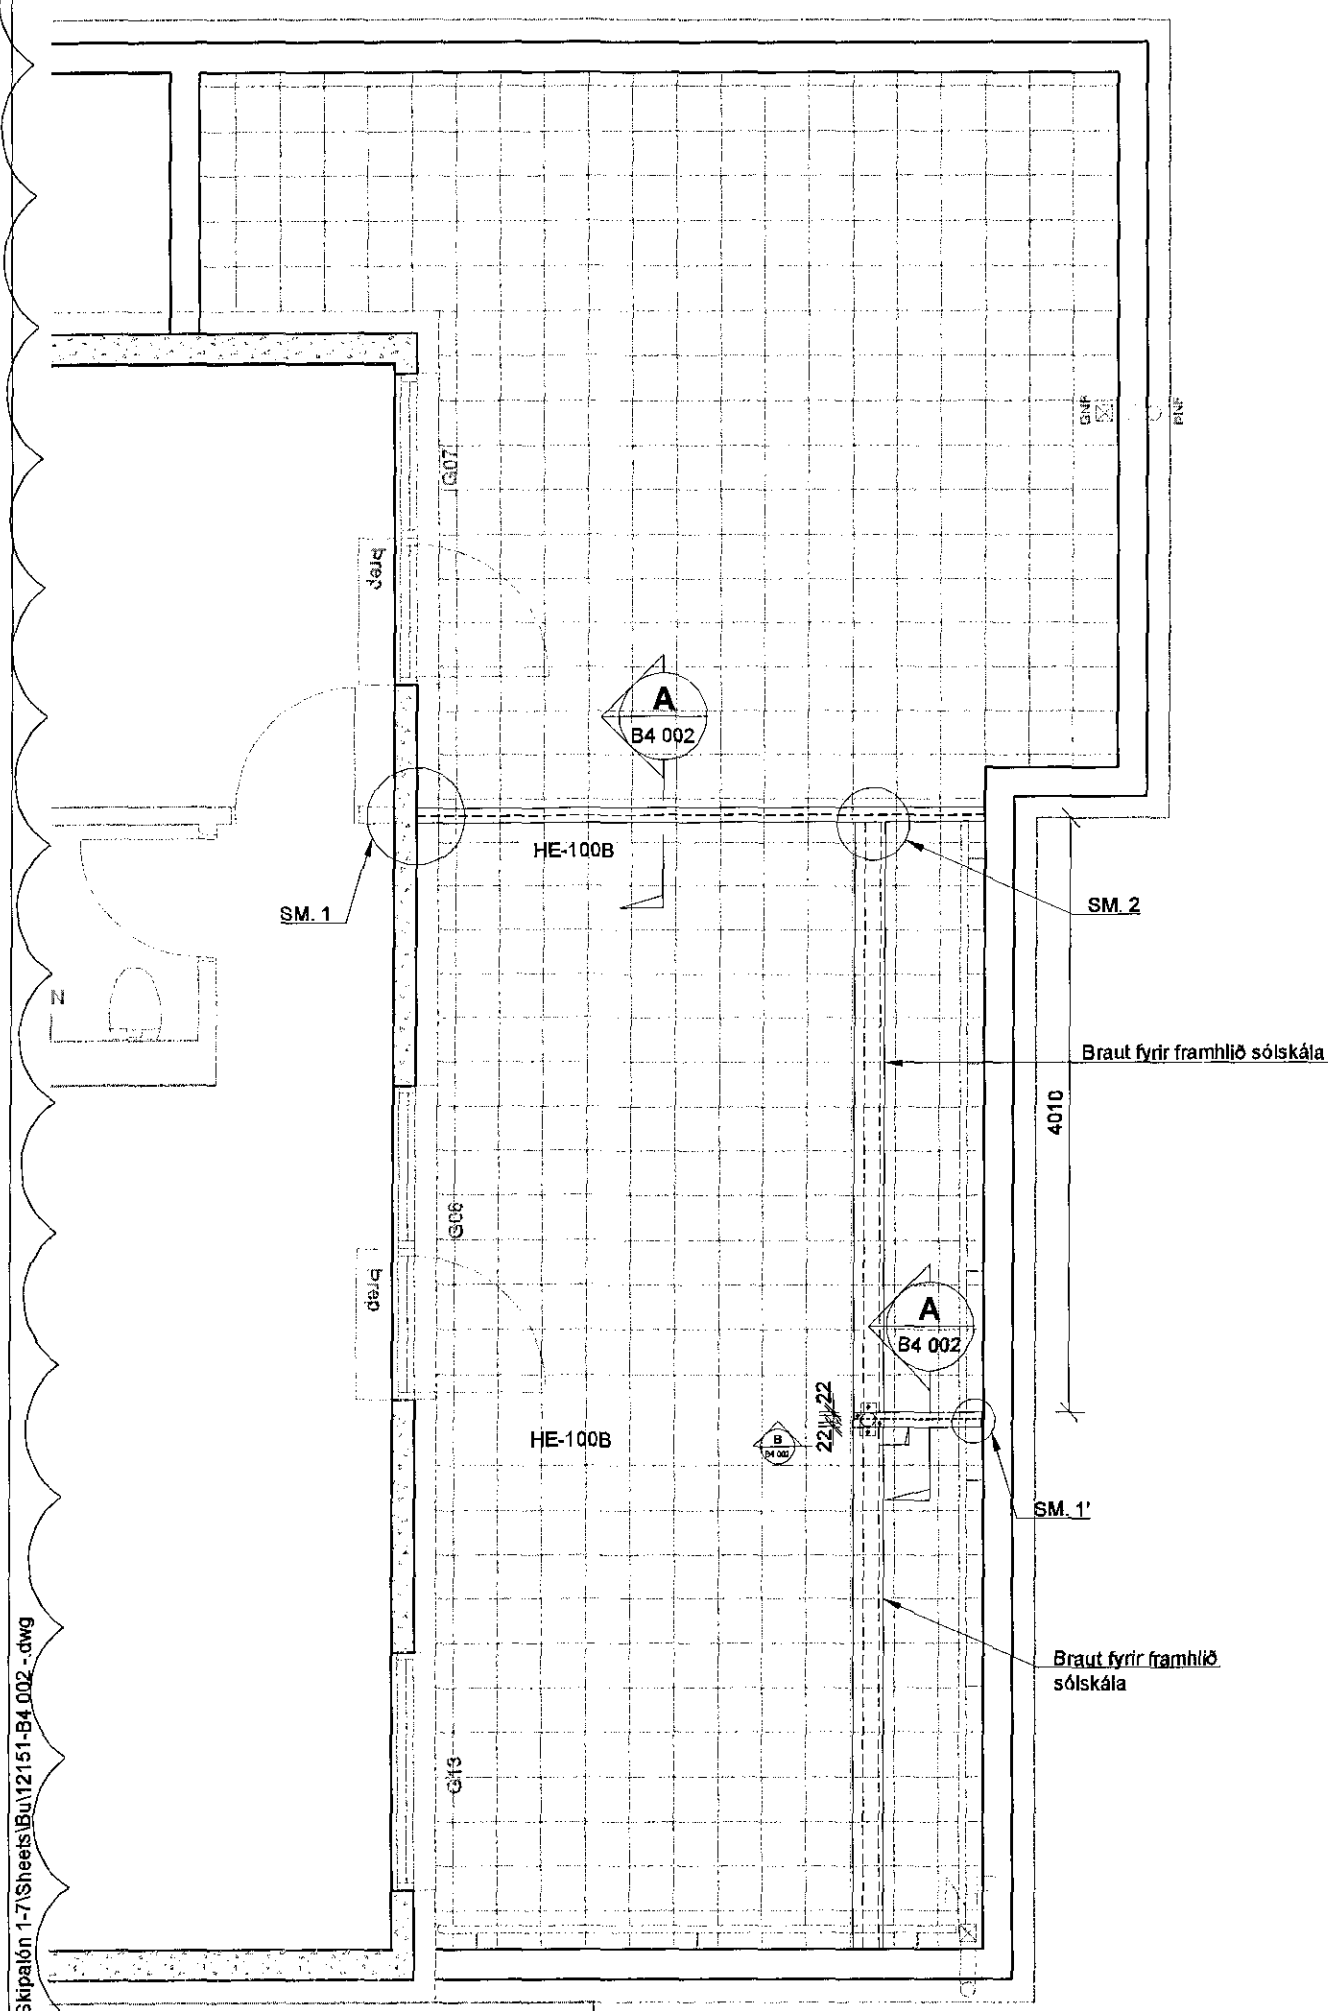 GNF
PNF
G07
Þrep
A
B4 002
HE-100B
SM. 1
SM. 2
N
Braut fyrir framhlið sólskála
4010
G06
Þrep
A
B4 002
22
22
HE-100B
B
SM. 1'
Braut fyrir framhlið
sólskála
G13
Skipalón 1-7\Sheets\Bu\12151-B4 002 -.dwg